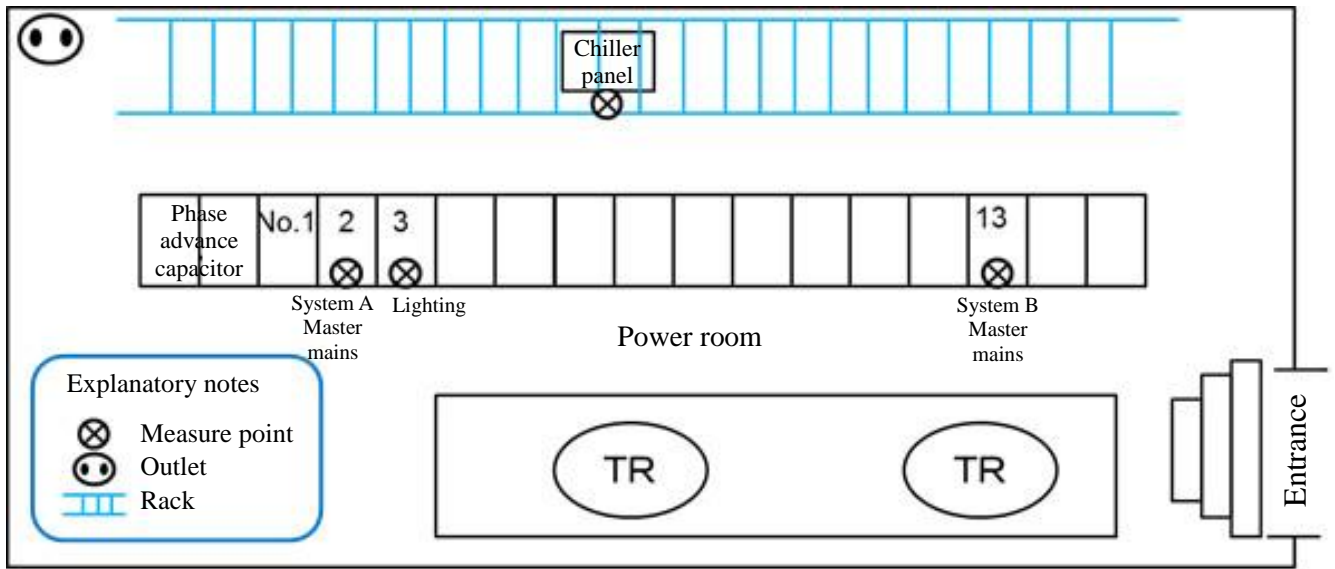 Chiller
panel
Phase
advance
capacitor
No.1
2
3
13
System A
Master
mains
Lighting
System B
Master
mains
Power room
Explanatory notes
Measure point
Outlet
Rack
TR
TR
Entrance